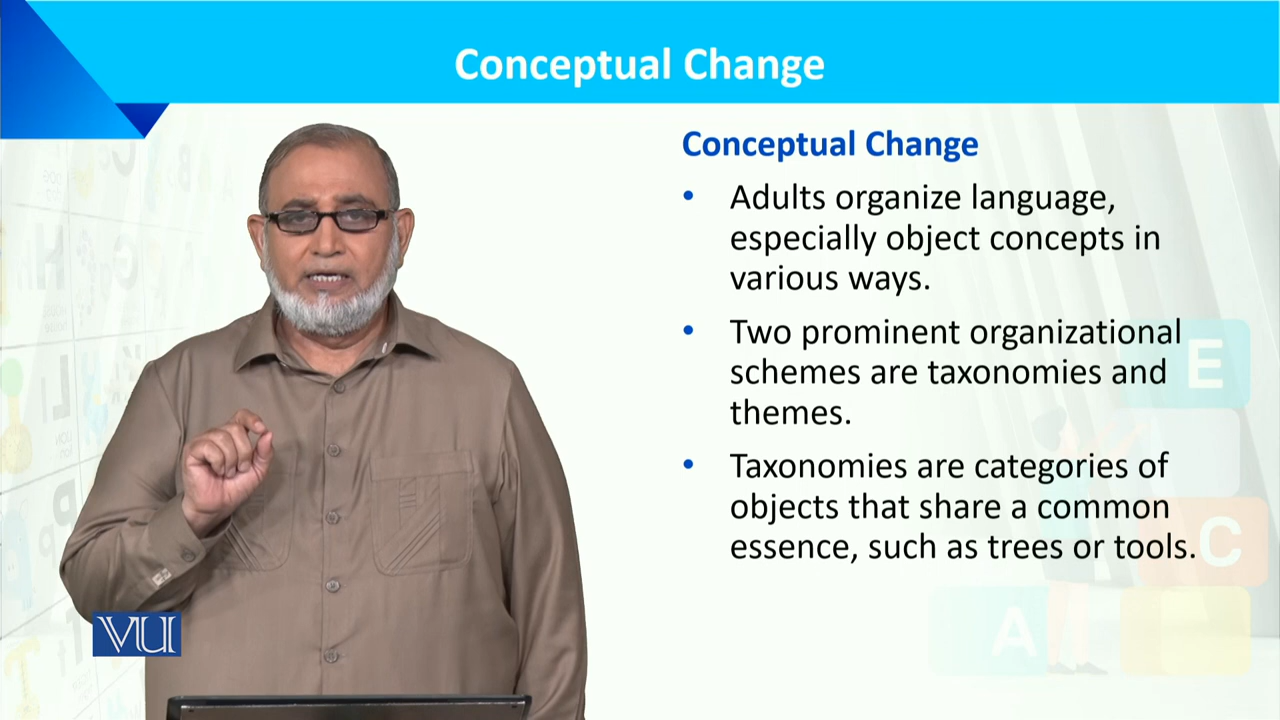 Conceptual Change
Conceptual Change
• Adults organize language,
especially object concepts in
various ways.
• Two prominent organizational
schemes are taxonomies and
themes.
• Taxonomies are categories of
objects that share a common
essence, such as trees or tools.
E
C
A
VU